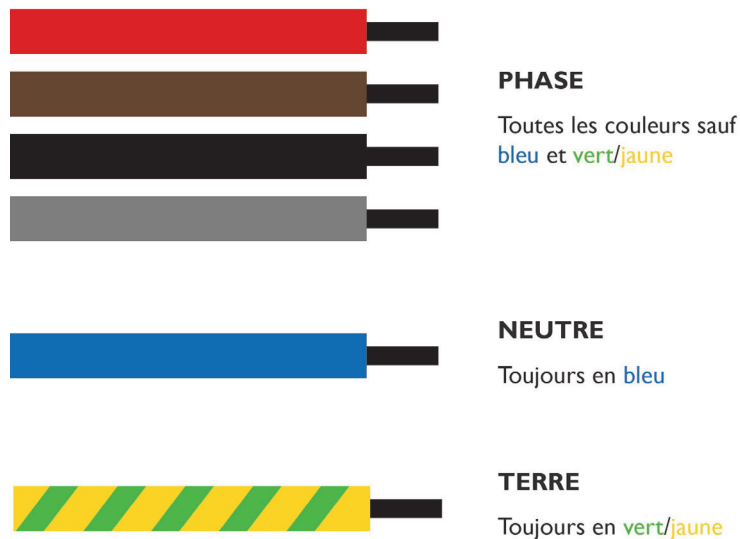 PHASE
Toutes les couleurs sauf
bleu et vert/jaune
NEUTRE
Toujours en bleu
TERRE
Toujours en vert/jaune